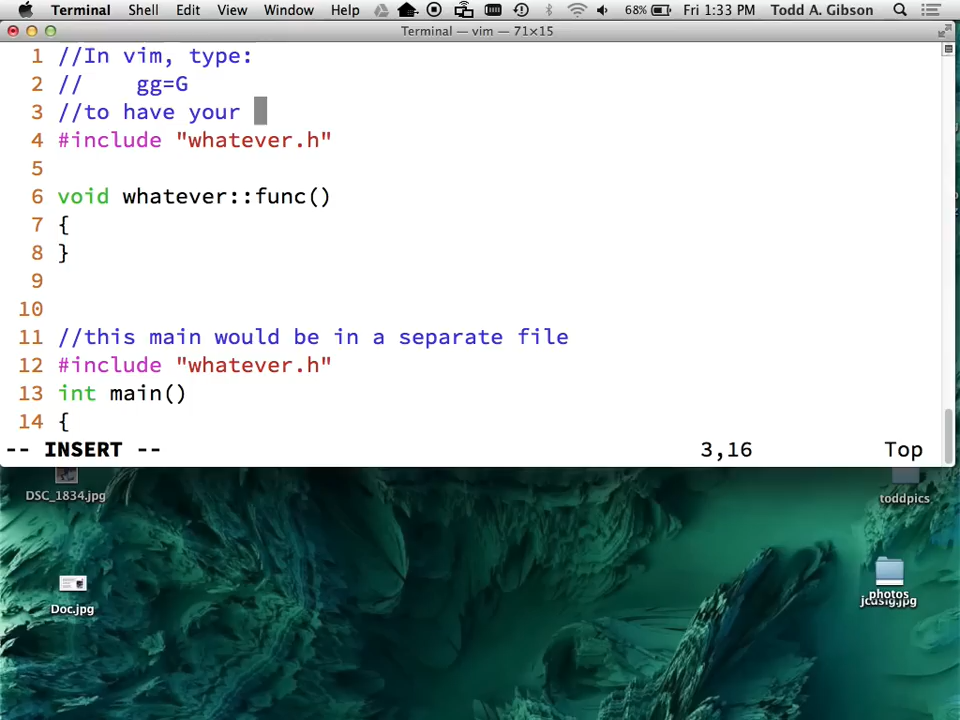 Terminal Shell Edit View Window Help 68% Fri 1:33 PM Todd A. Gibson
Terminal — vim — 71×15
1 //In vim, type:
2 //    gg=G
3 //to have your
4 #include "whatever.h"
5
6 void whatever::func()
7 {
8 }
9
10
11 //this main would be in a separate file
12 #include "whatever.h"
13 int main()
14 {
-- INSERT -- 3,16 Top
DSC_1834.jpg
toddpics
Doc.jpg
photos